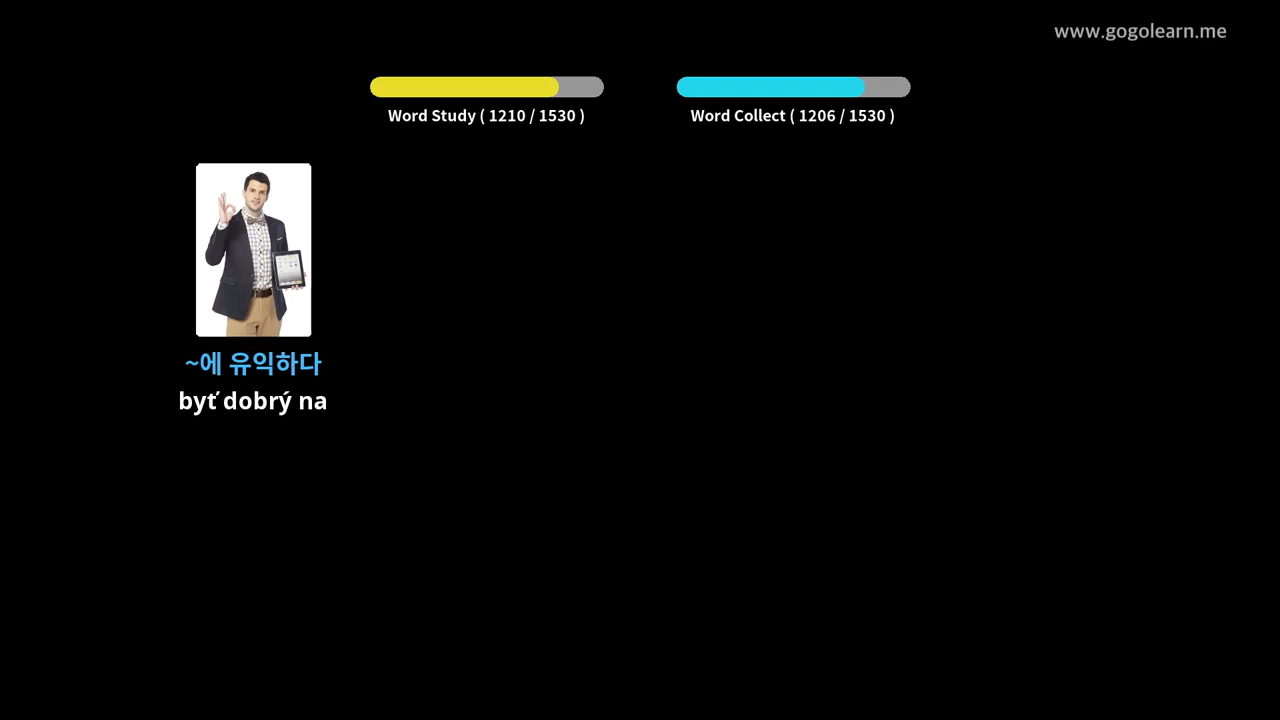 www.gogolearn.me
Word Study ( 1210 / 1530 )
Word Collect ( 1206 / 1530 )
~에 유익하다
byť dobrý na